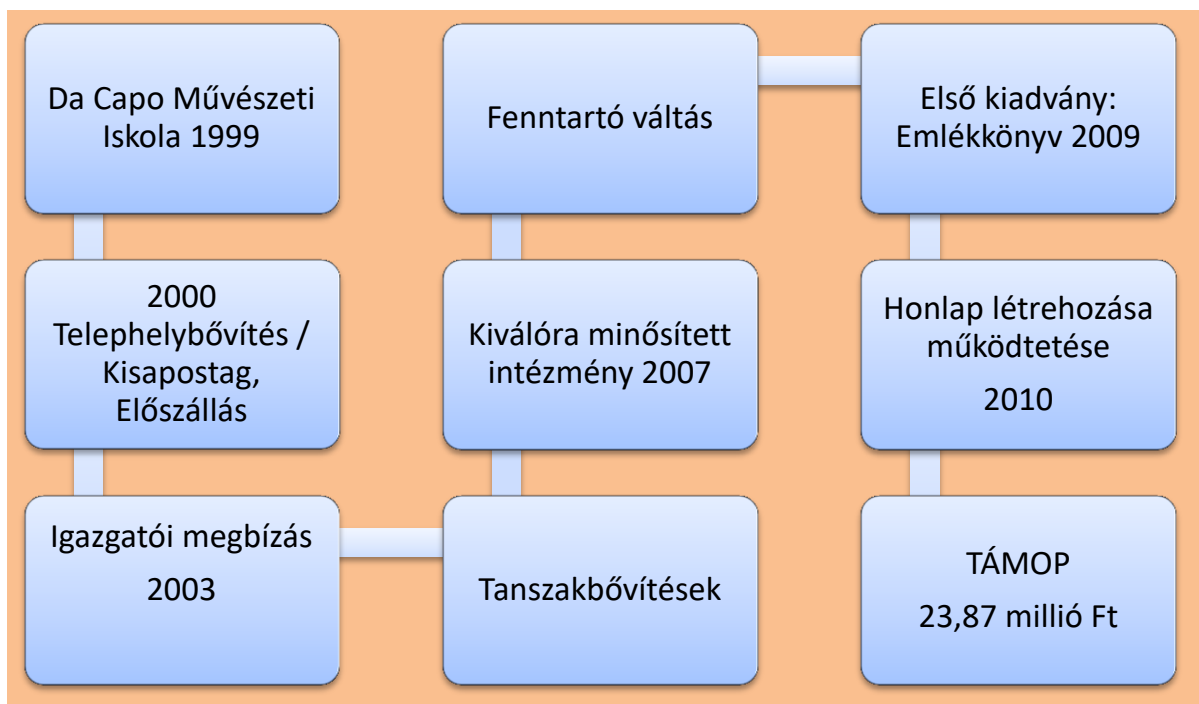 Da Capo Művészeti
Iskola 1999
2000
Telephelybővítés /
Kisapostag,
Előszállás
Igazgatói megbízás
2003
Tanszakbővítések
Kiválóra minősített
intézmény 2007
Fenntartó váltás
Első kiadvány:
Emlékkönyv 2009
Honlap létrehozása
működtetése
2010
TÁMOP
23,87 millió Ft